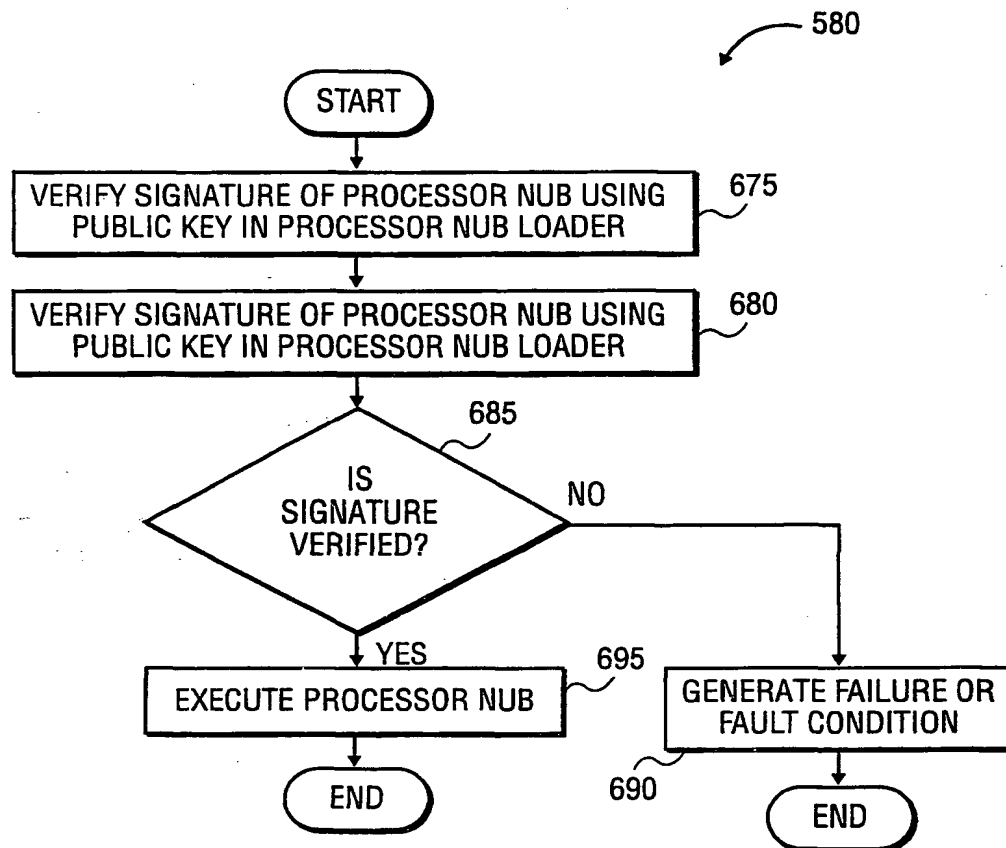 580
START
VERIFY SIGNATURE OF PROCESSOR NUB USING
PUBLIC KEY IN PROCESSOR NUB LOADER
675
VERIFY SIGNATURE OF PROCESSOR NUB USING
PUBLIC KEY IN PROCESSOR NUB LOADER
680
685
IS
SIGNATURE
VERIFIED?
NO
YES
EXECUTE PROCESSOR NUB
695
GENERATE FAILURE OR
FAULT CONDITION
690
END
END